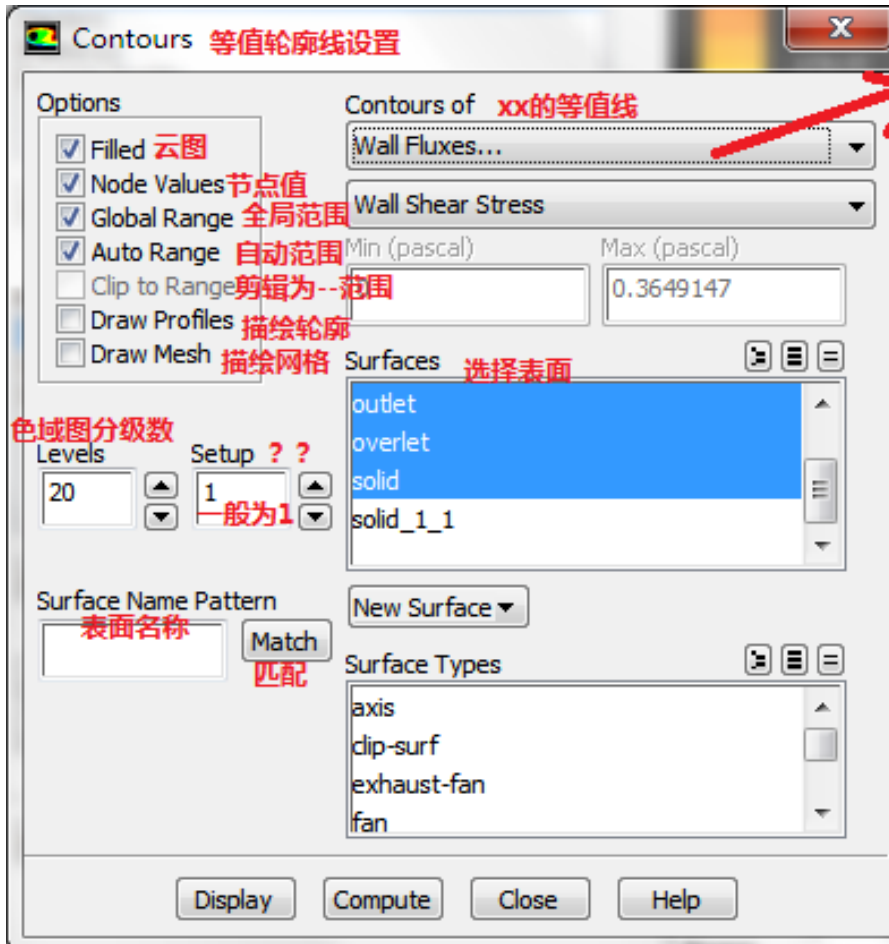 Contours 等值轮廓线设置
Options
Filled 云图
Node Values 节点值
Global Range 全局范围
Auto Range 自动范围
Clip to Range 剪辑为--范围
Draw Profiles 描绘轮廓
Draw Mesh 描绘网格
色域图分级数
Levels
20
Setup ? ?
1
一般为1
Surface Name Pattern
表面名称
Match
匹配
Contours of xx的等值线
Wall Fluxes...
Wall Shear Stress
Min (pascal)
Max (pascal)
0.3649147
Surfaces 选择表面
outlet
overlet
solid
solid_1_1
New Surface
Surface Types
axis
clip-surf
exhaust-fan
fan
Display
Compute
Close
Help